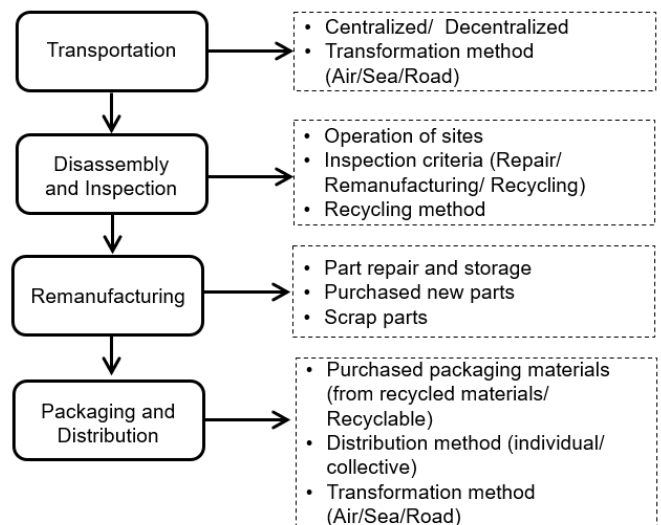 Transportation
• Centralized/ Decentralized
• Transformation method
(Air/Sea/Road)
Disassembly
and Inspection
• Operation of sites
• Inspection criteria (Repair/
Remanufacturing/ Recycling)
• Recycling method
Remanufacturing
• Part repair and storage
• Purchased new parts
• Scrap parts
Packaging and
Distribution
• Purchased packaging materials
(from recycled materials/
Recyclable)
• Distribution method (individual/
collective)
• Transformation method
(Air/Sea/Road)